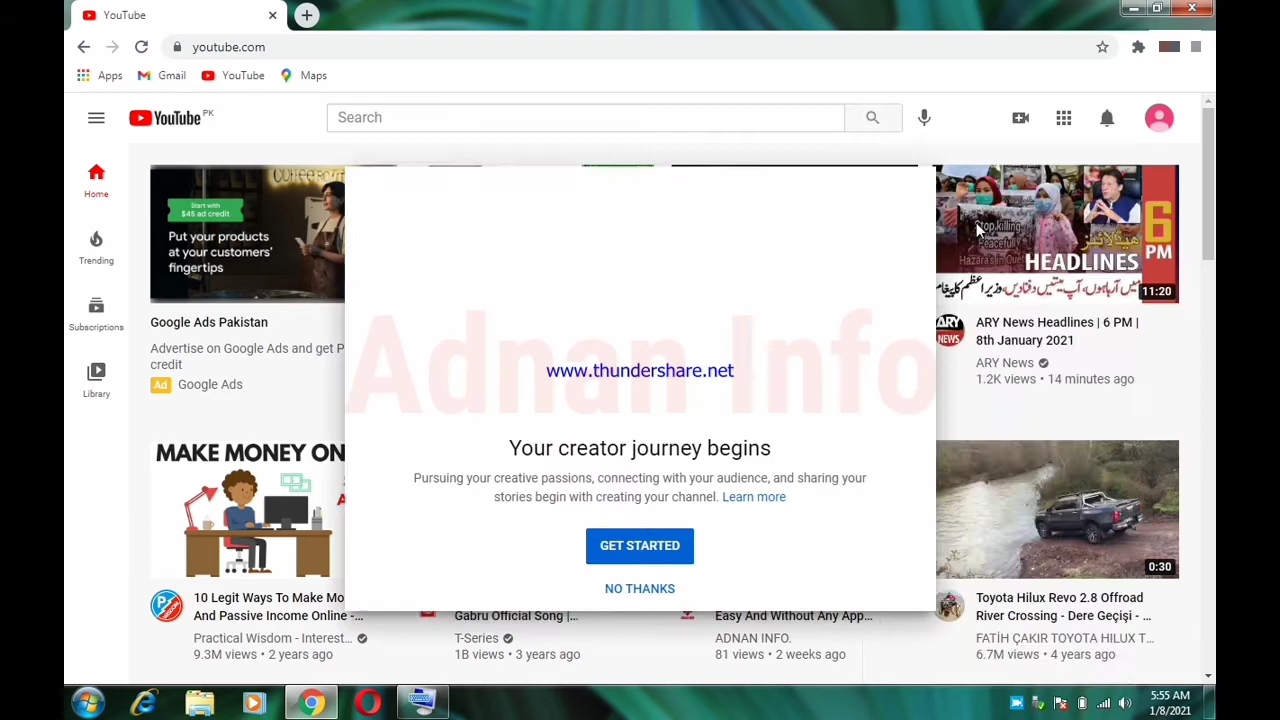 YouTube
youtube.com
Apps
Gmail
YouTube
Maps
YouTube PK
Search
Home
Trending
Subscriptions
Library
Start with
$45 ad credit
Put your products
at your customers'
fingertips
Google Ads Pakistan
Advertise on Google Ads and get P
credit
Ad
Google Ads
Stop killing
Peacefully
HEADLINES
6
PM
ہیڈلائنز
11:20
ARY NEWS
ARY News Headlines | 6 PM |
8th January 2021
ARY News
1.2K views • 14 minutes ago
Adnan Info
www.thundershare.net
Your creator journey begins
Pursuing your creative passions, connecting with your audience, and sharing your
stories begin with creating your channel. Learn more
GET STARTED
NO THANKS
MAKE MONEY ON
10 Legit Ways To Make Mo
And Passive Income Online -...
Practical Wisdom - Interest...
9.3M views • 2 years ago
Gabru Official Song |...
T-Series
1B views • 3 years ago
Easy And Without Any App...
ADNAN INFO.
81 views • 2 weeks ago
0:30
Toyota Hilux Revo 2.8 Offroad
River Crossing - Dere Geçişi -...
FATİH ÇAKIR TOYOTA HILUX T...
6.7M views • 4 years ago
5:55 AM
1/8/2021